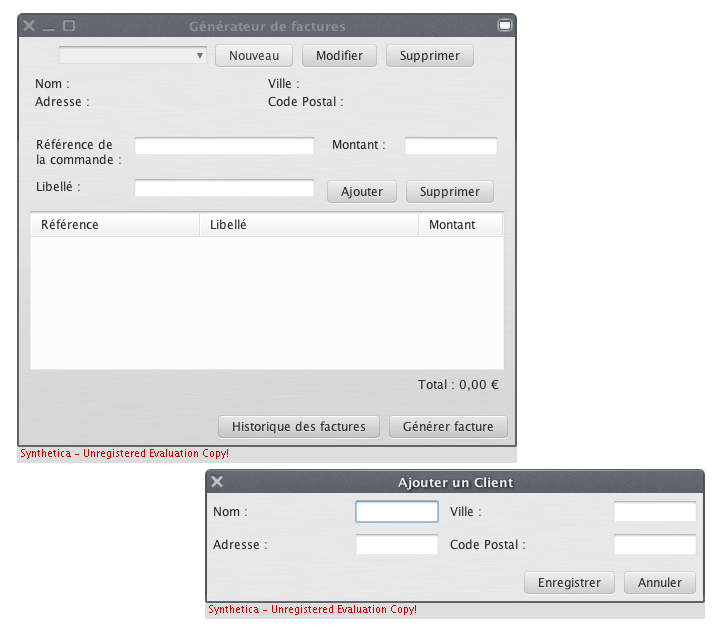 Générateur de factures
Nouveau Modifier Supprimer
Nom : Ville :
Adresse : Code Postal :
Référence de Montant :
la commande :
Libellé : Ajouter Supprimer
Référence Libellé Montant
Total : 0,00 €
Historique des factures Générer facture
Synthetica - Unregistered Evaluation Copy!
Ajouter un Client
Nom : Ville :
Adresse : Code Postal :
Enregistrer Annuler
Synthetica - Unregistered Evaluation Copy!